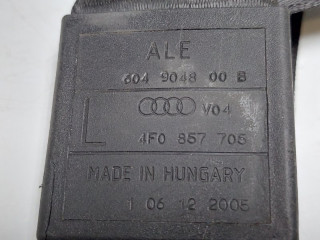 ALE
604 9048 00 B
V04
L
4F0 857 705
MADE IN HUNGARY
1 06 12 2005